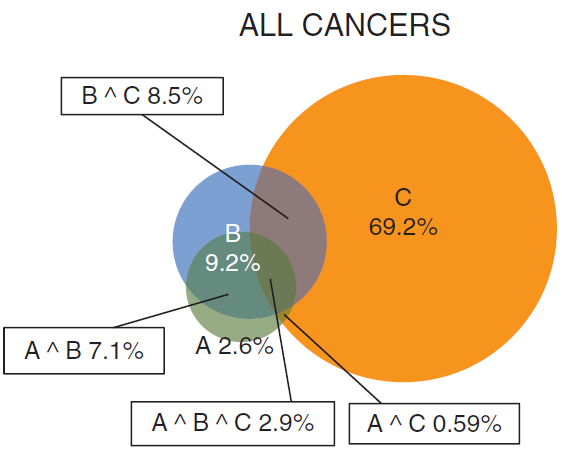 ALL CANCERS
B ^ C 8.5%
C
69.2%
B
9.2%
A ^ B 7.1%
A 2.6%
A ^ B ^ C 2.9%
A ^ C 0.59%